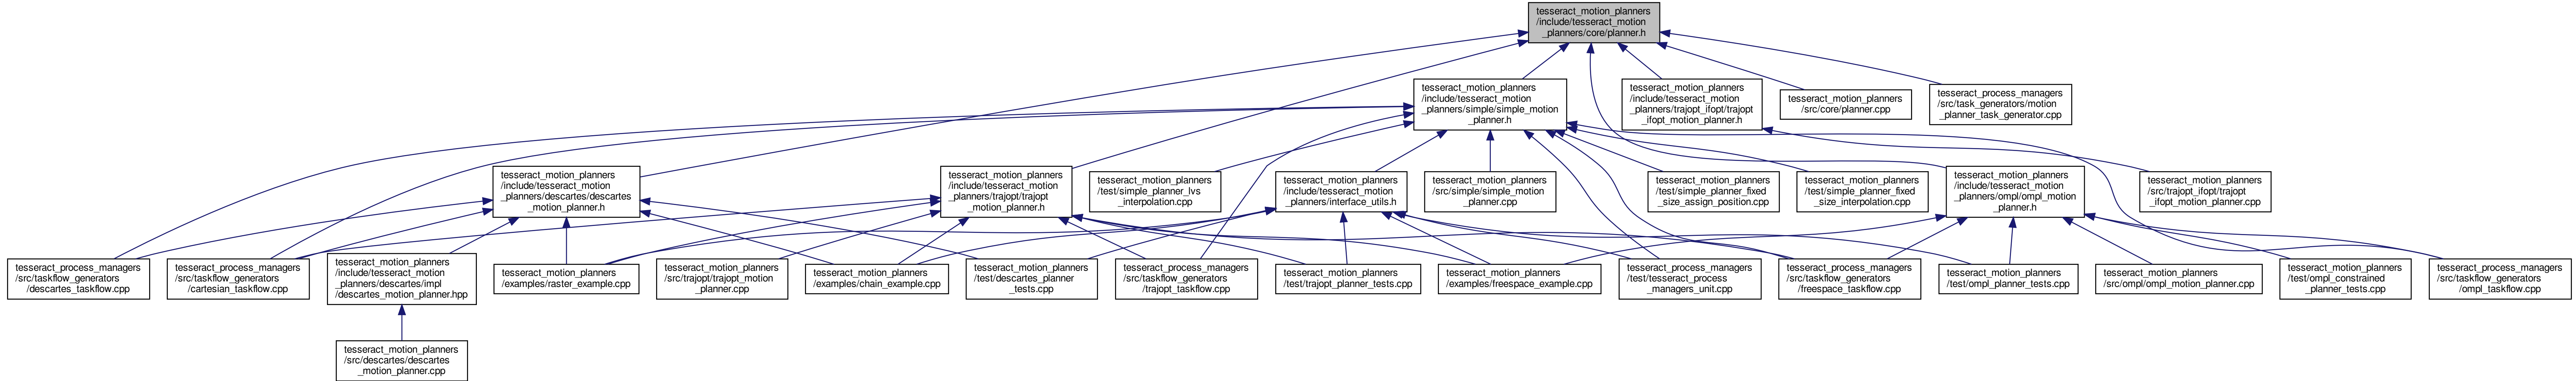 tesseract_motion_planners
/include/tesseract_motion
_planners/core/planner.h
tesseract_motion_planners
/include/tesseract_motion
_planners/simple/simple_motion
_planner.h
tesseract_motion_planners
/include/tesseract_motion
_planners/trajopt_ifopt/trajopt
_ifopt_motion_planner.h
tesseract_motion_planners
/src/core/planner.cpp
tesseract_process_managers
/src/task_generators/motion
_planner_task_generator.cpp
tesseract_motion_planners
/include/tesseract_motion
_planners/descartes/descartes
_motion_planner.h
tesseract_motion_planners
/include/tesseract_motion
_planners/trajopt/trajopt
_motion_planner.h
tesseract_motion_planners
/test/simple_planner_lvs
_interpolation.cpp
tesseract_motion_planners
/include/tesseract_motion
_planners/interface_utils.h
tesseract_motion_planners
/src/simple/simple_motion
_planner.cpp
tesseract_motion_planners
/test/simple_planner_fixed
_size_assign_position.cpp
tesseract_motion_planners
/test/simple_planner_fixed
_size_interpolation.cpp
tesseract_motion_planners
/include/tesseract_motion
_planners/ompl/ompl_motion
_planner.h
tesseract_motion_planners
/src/trajopt_ifopt/trajopt
_ifopt_motion_planner.cpp
tesseract_process_managers
/src/taskflow_generators
/descartes_taskflow.cpp
tesseract_process_managers
/src/taskflow_generators
/cartesian_taskflow.cpp
tesseract_motion_planners
/include/tesseract_motion
_planners/descartes/impl
/descartes_motion_planner.hpp
tesseract_motion_planners
/examples/raster_example.cpp
tesseract_motion_planners
/src/trajopt/trajopt_motion
_planner.cpp
tesseract_motion_planners
/examples/chain_example.cpp
tesseract_motion_planners
/test/descartes_planner
_tests.cpp
tesseract_process_managers
/src/taskflow_generators
/trajopt_taskflow.cpp
tesseract_motion_planners
/test/trajopt_planner_tests.cpp
tesseract_motion_planners
/examples/freespace_example.cpp
tesseract_process_managers
/test/tesseract_process
_managers_unit.cpp
tesseract_process_managers
/src/taskflow_generators
/freespace_taskflow.cpp
tesseract_motion_planners
/test/ompl_planner_tests.cpp
tesseract_motion_planners
/src/ompl/ompl_motion_planner.cpp
tesseract_motion_planners
/test/ompl_constrained
_planner_tests.cpp
tesseract_process_managers
/src/taskflow_generators
/ompl_taskflow.cpp
tesseract_motion_planners
/src/descartes/descartes
_motion_planner.cpp